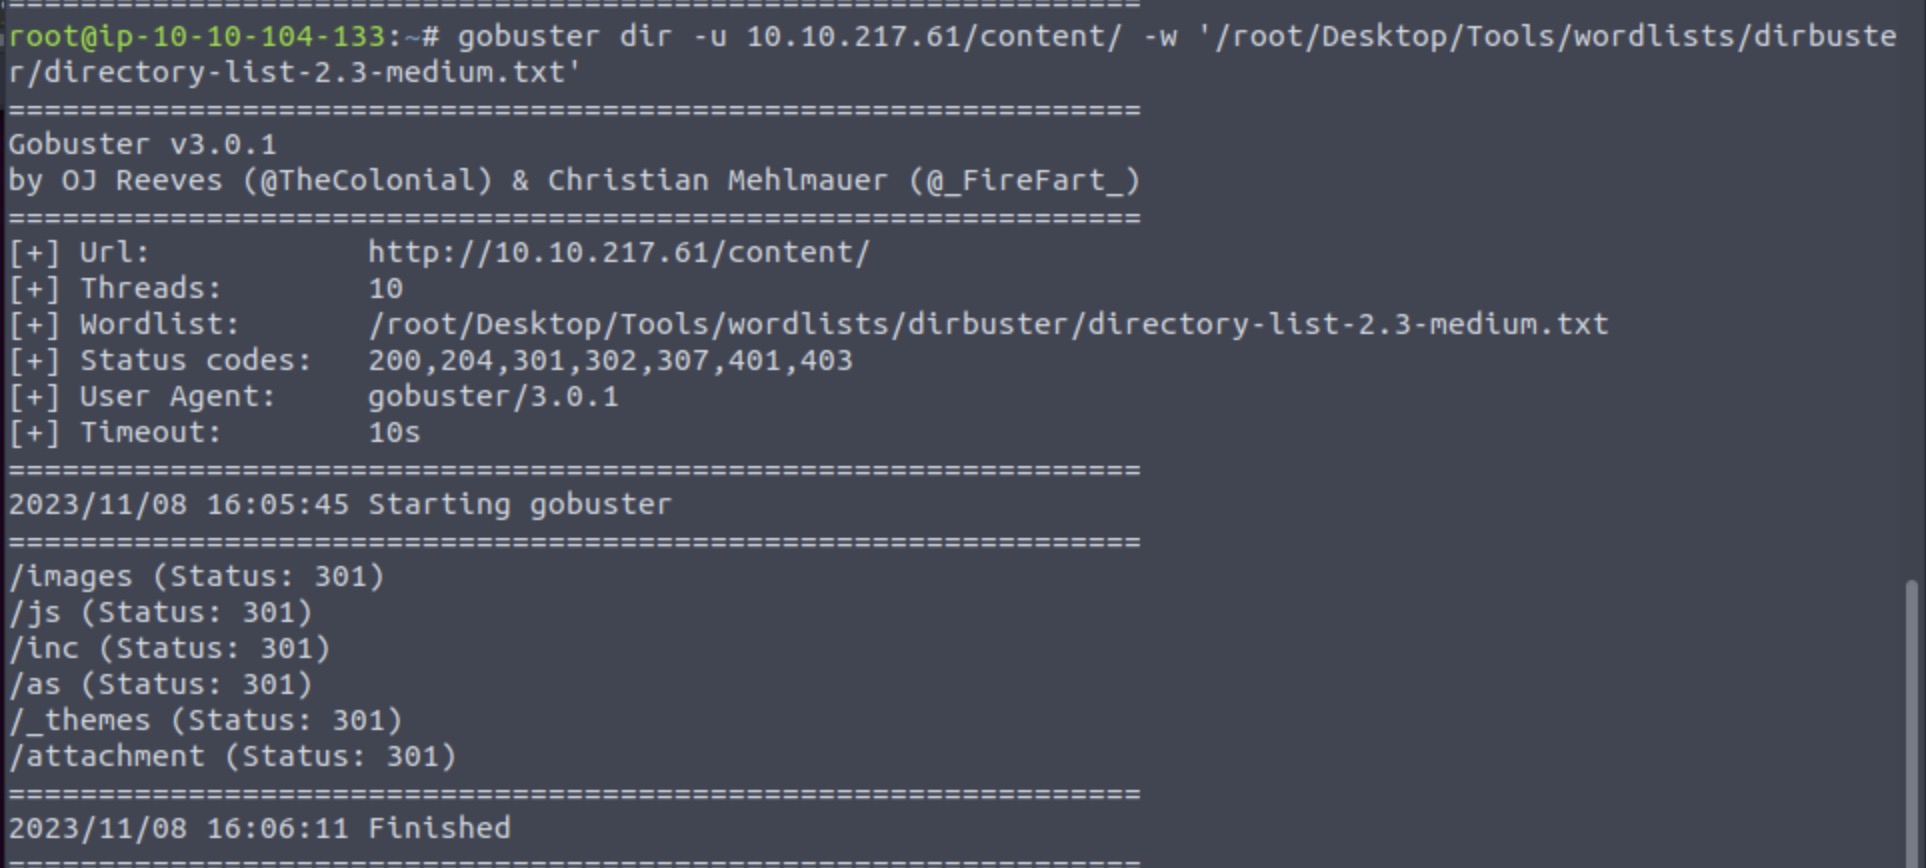 ===============================================================
root@ip-10-10-104-133:~# gobuster dir -u 10.10.217.61/content/ -w '/root/Desktop/Tools/wordlists/dirbuste
r/directory-list-2.3-medium.txt'
===============================================================
Gobuster v3.0.1
by OJ Reeves (@TheColonial) & Christian Mehlmauer (@_FireFart_)
===============================================================
[+] Url:            http://10.10.217.61/content/
[+] Threads:        10
[+] Wordlist:       /root/Desktop/Tools/wordlists/dirbuster/directory-list-2.3-medium.txt
[+] Status codes:   200,204,301,302,307,401,403
[+] User Agent:     gobuster/3.0.1
[+] Timeout:        10s
===============================================================
2023/11/08 16:05:45 Starting gobuster
===============================================================
/images (Status: 301)
/js (Status: 301)
/inc (Status: 301)
/as (Status: 301)
/_themes (Status: 301)
/attachment (Status: 301)
===============================================================
2023/11/08 16:06:11 Finished
===============================================================